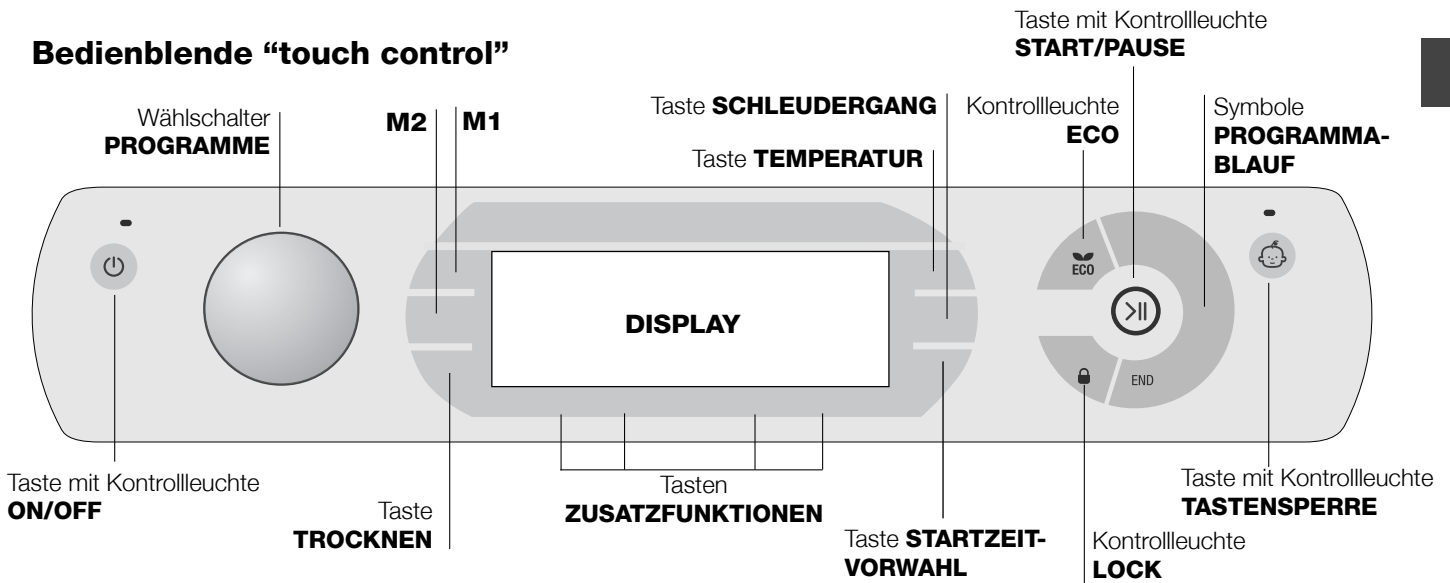 Bedienblende “touch control”
Taste mit Kontrollleuchte
START/PAUSE
Wählschalter
PROGRAMME
M2
M1
Taste SCHLEUDERGANG
Taste TEMPERATUR
Kontrollleuchte
ECO
Symbole
PROGRAMMA-
BLAUF
ECO
DISPLAY
END
Taste mit Kontrollleuchte
ON/OFF
Taste
TROCKNEN
Tasten
ZUSATZFUNKTIONEN
Taste STARTZEIT-
VORWAHL
Kontrollleuchte
LOCK
Taste mit Kontrollleuchte
TASTENSPERRE